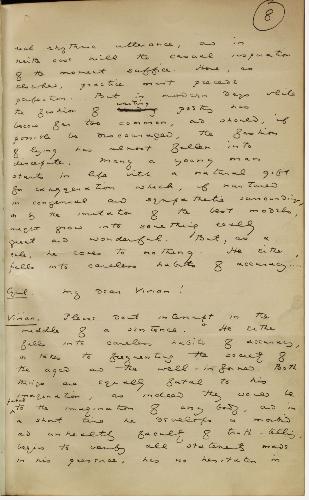 8
real rhythmic utterance, and in
neither case will the casual inspiration
of the moment suffice. Here, as
elsewhere, practice must precede
perfection. But in modern days while
the fashion of writing poetry has
become far too common, and should, if
possible be discouraged, the fashion
of lying has almost fallen into
disrepute. Many a young man
starts in life with a natural gift
for exaggeration which, if nurtured
in congenial and sympathetic surroundings,
or by the imitation of the best models,
might grow into something really
great and wonderful. But, as a
rule, he comes to nothing. He either
falls into careless habits of accuracy....
Cyril My dear Vivian!
Vivian. Please don't interrupt in the
middle of a sentence. He either
falls into careless habits of accuracy,
or takes to frequenting the society of
the aged and the well-informed. Both
things are equally fatal to his
imagination, as indeed they would be
to the imagination of any body, and in
a short time he develops a morbid
and unhealthy faculty of truth-telling,
begins to verify all statements made
in his presence, has no hesitation in